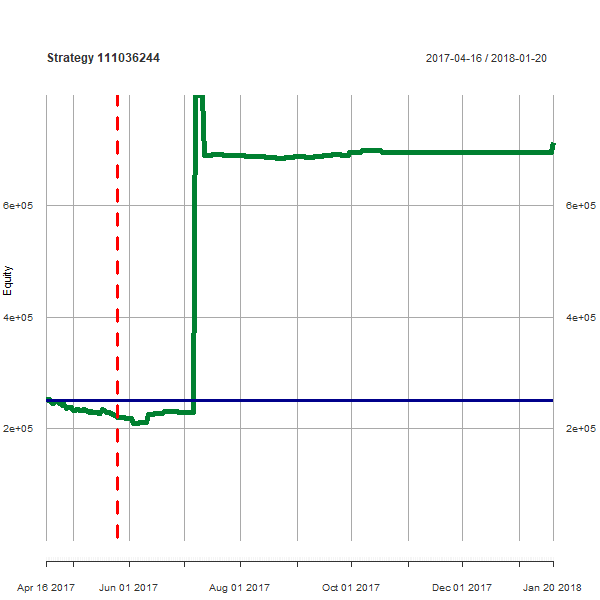 Strategy 111036244
2017-04-16 / 2018-01-20
6e+05
6e+05
Equity
4e+05
4e+05
2e+05
2e+05
Apr 16 2017
Jun 01 2017
Aug 01 2017
Oct 01 2017
Dec 01 2017
Jan 20 2018